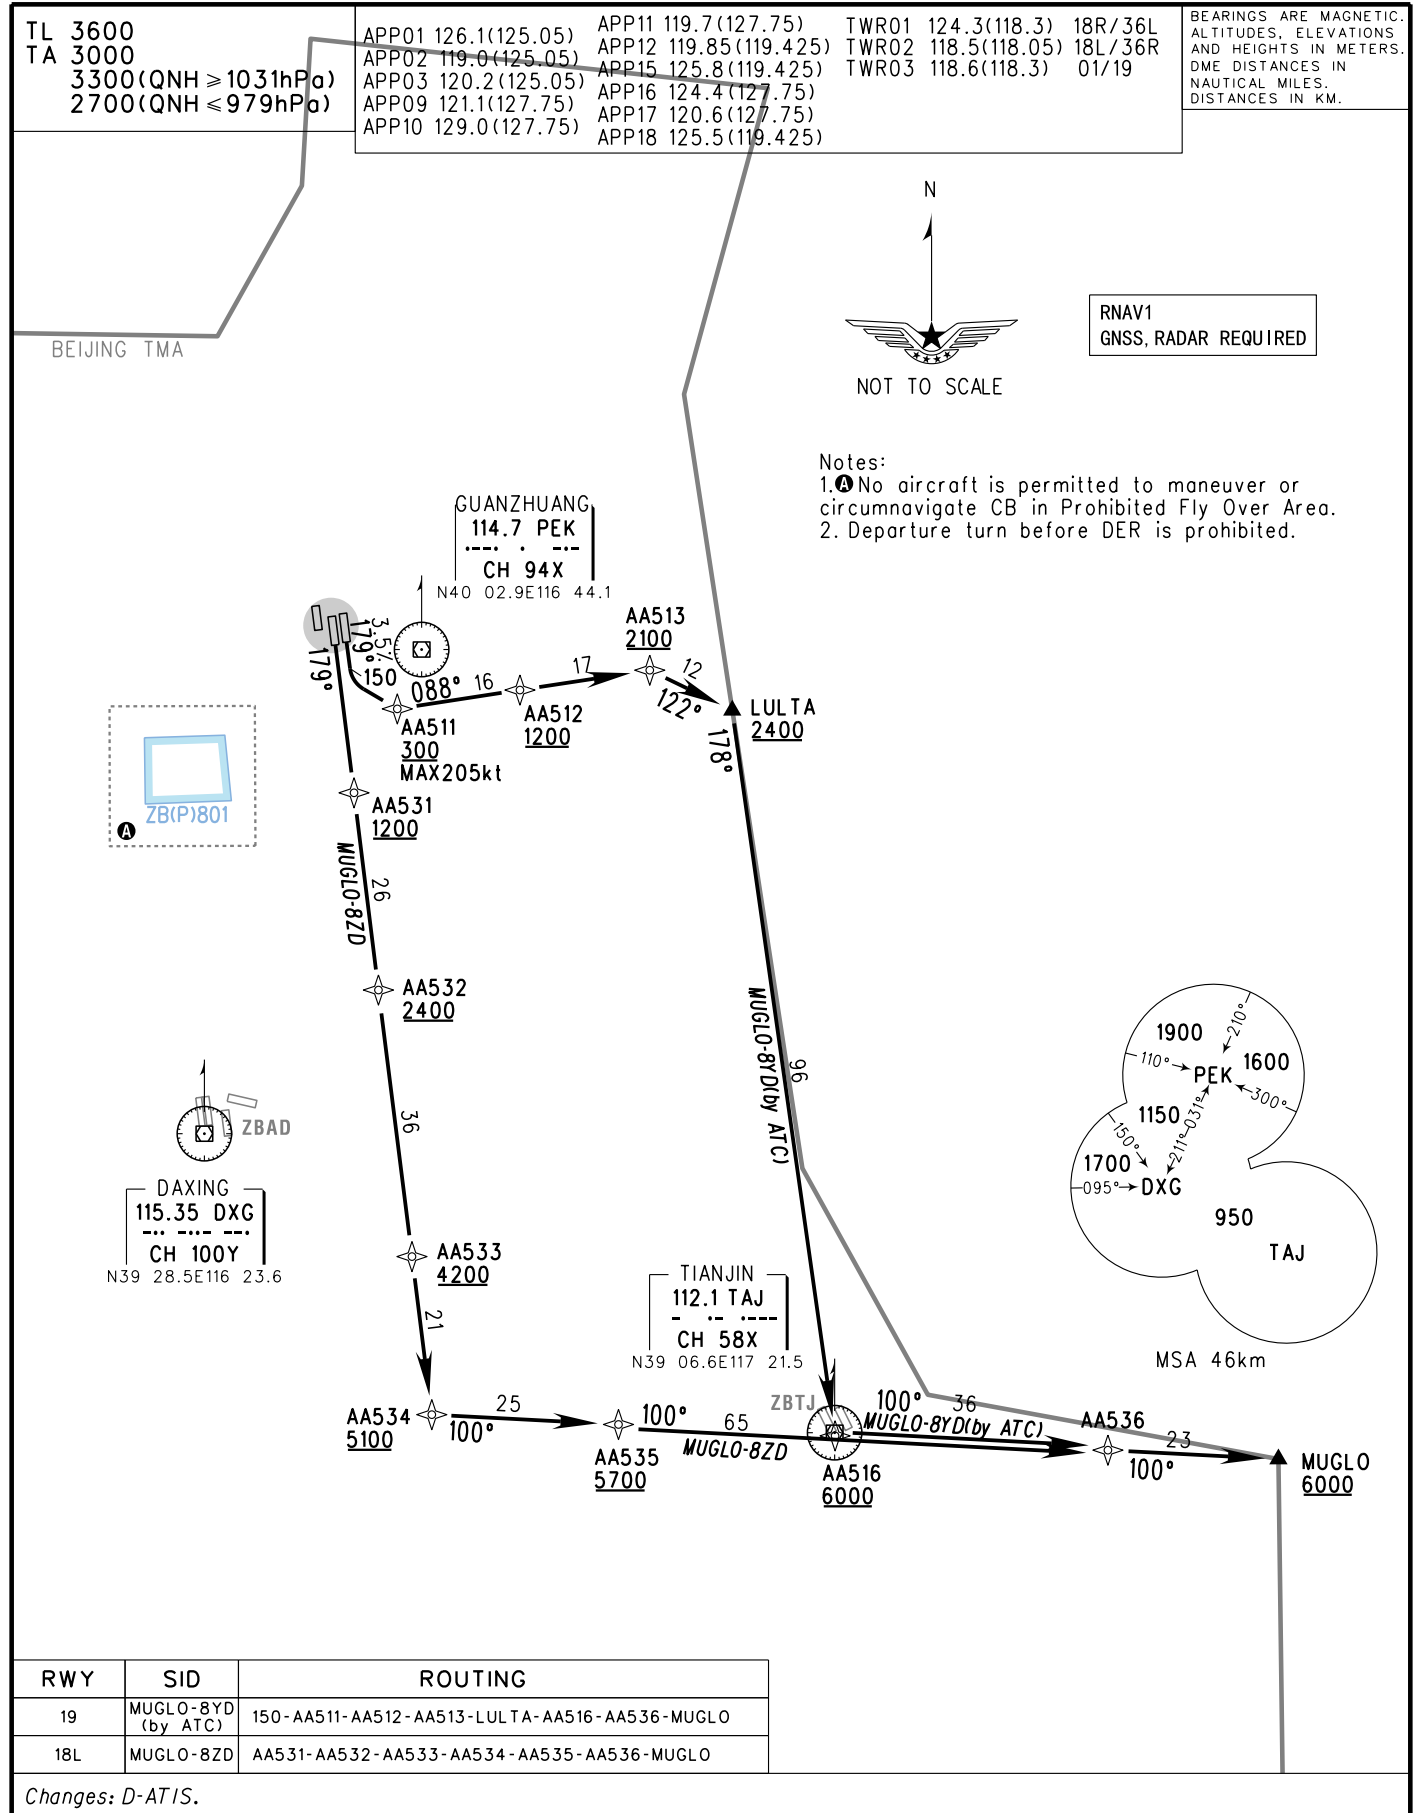 TL 3600
TA 3000
3300(QNH ≥ 1031hPa)
2700(QNH ≤ 979hPa)
APP01 126.1(125.05)
APP02 119.0(125.05)
APP03 120.2(125.05)
APP09 121.1(127.75)
APP10 129.0(127.75)
APP11 119.7(127.75)
APP12 119.85(119.425)
APP15 125.8(119.425)
APP16 124.4(127.75)
APP17 120.6(127.75)
APP18 125.5(119.425)
TWR01 124.3(118.3) 18R/36L
TWR02 118.5(118.05) 18L/36R
TWR03 118.6(118.3) 01/19
BEARINGS ARE MAGNETIC.
ALTITUDES, ELEVATIONS
AND HEIGHTS IN METERS.
DME DISTANCES IN
NAUTICAL MILES.
DISTANCES IN KM.
N
NOT TO SCALE
RNAV1
GNSS, RADAR REQUIRED
BEIJING TMA
Notes:
1.A No aircraft is permitted to maneuver or
circumnavigate CB in Prohibited Fly Over Area.
2. Departure turn before DER is prohibited.
GUANZHUANG
114.7 PEK
CH 94X
N40 02.9E116 44.1
3.5%
179°
179°
150
088°
16
17
12
122°
AA513
2100
AA511
300
MAX205kt
AA512
1200
LULTA
2400
178°
AA531
1200
ZB(P)801
A
MUGLO-8ZD
26
AA532
2400
36
MUGLO-8YD(by ATC)
96
ZBAD
DAXING
115.35 DXG
CH 100Y
N39 28.5E116 23.6
AA533
4200
21
TIANJIN
112.1 TAJ
CH 58X
N39 06.6E117 21.5
1900
210°
110°
PEK
1600
300°
1150
031°
211°
150°
1700
095°
DXG
950
TAJ
MSA 46km
AA534
5100
100°
25
AA535
5700
100°
65
MUGLO-8ZD
ZBTJ
AA516
6000
100°
36
MUGLO-8YD(by ATC)
AA536
23
100°
MUGLO
6000
RWY SID ROUTING
19 MUGLO-8YD (by ATC) 150-AA511-AA512-AA513-LULTA-AA516-AA536-MUGLO
18L MUGLO-8ZD AA531-AA532-AA533-AA534-AA535-AA536-MUGLO
Changes: D-ATIS.